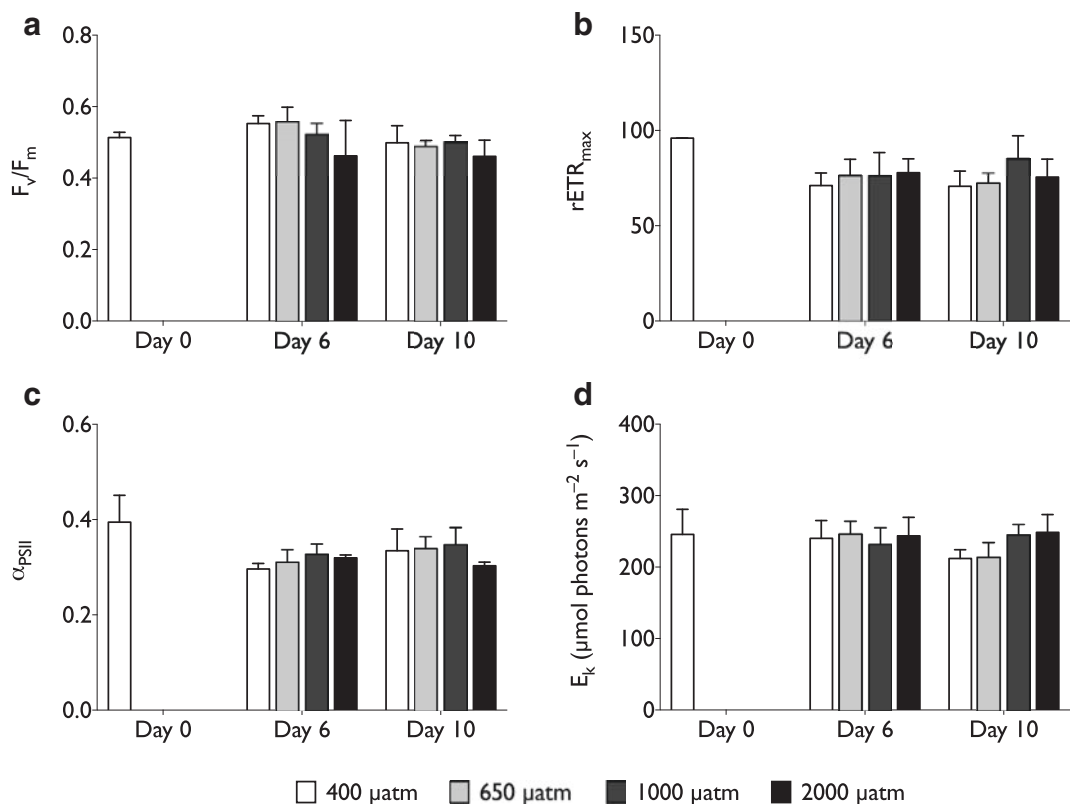 a
0.8
0.6
0.4
0.2
0.0
Fv/Fm
Day 0 Day 6 Day 10
b
150
100
50
0
rETRmax
Day 0 Day 6 Day 10
c
0.6
0.4
0.2
0.0
αPSII
Day 0 Day 6 Day 10
d
400
300
200
100
0
Ek (µmol photons m−2 s−1)
Day 0 Day 6 Day 10
400 µatm 650 µatm 1000 µatm 2000 µatm